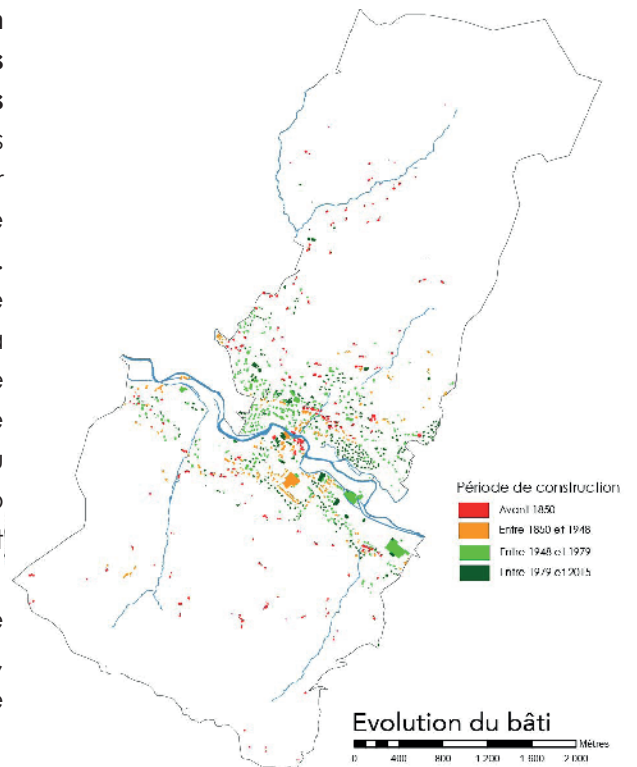 n
s
s
s
r
e
.
e
a
e
e
u
o
t
e
,
e
Période de construction
Avant 1850
Entre 1850 et 1948
Entre 1948 et 1979
Entre 1979 et 2015
Evolution du bâti
Mètres
0 400 800 1 200 1 600 2 000